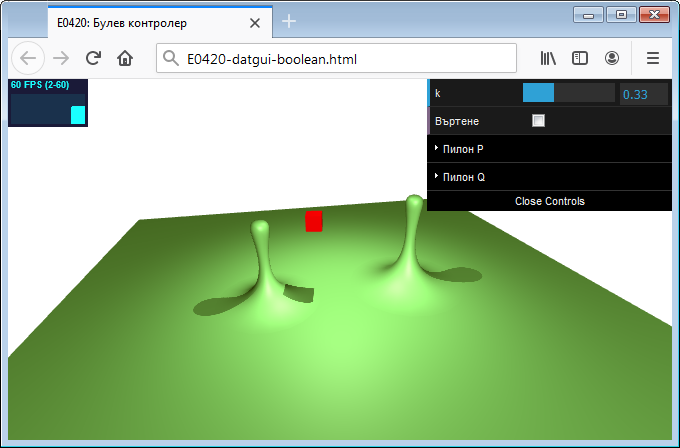 E0420: Булев контролер
E0420-datgui-boolean.html
60 FPS (2-60)
k
0.33
Въртене
Пилон P
Пилон Q
Close Controls